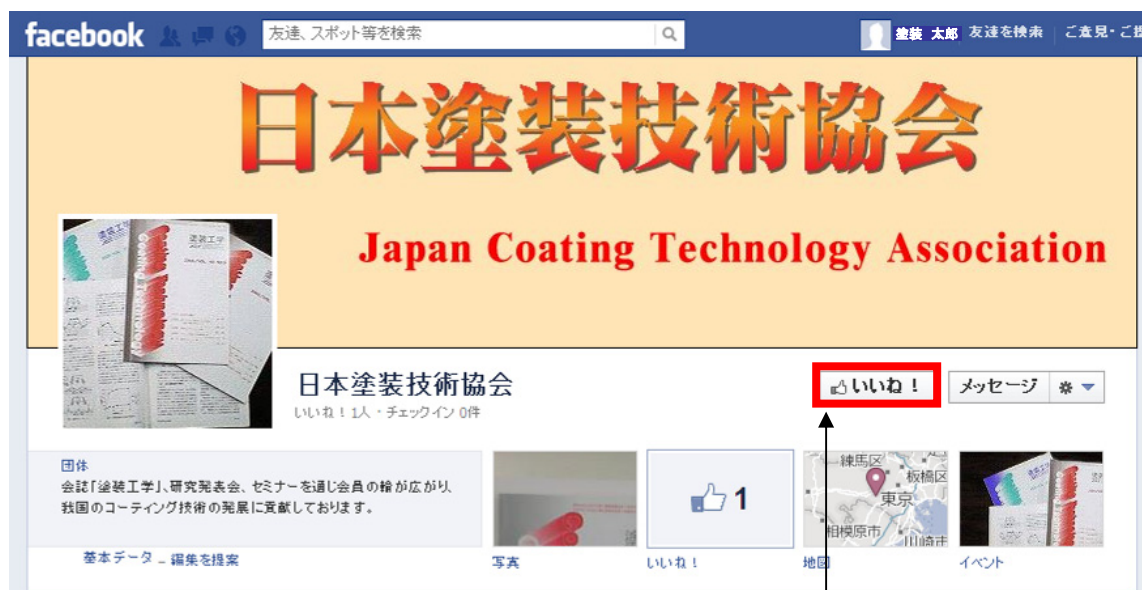 facebook
友達、スポット等を検索
塗装 太郎 友達を検索 ご意見・ご
日本塗装技術協会
Japan Coating Technology Association
塗装工学
塗装工学
日本塗装技術協会
いいね!1人・チェックイン 0件
いいね!
メッセージ
団体
会誌「塗装工学」、研究発表会、セミナーを通じ会員の輪が広がり、
我国のコーティング技術の発展に貢献しております。
基本データ - 編集を提案
1
練馬区
板橋区
東京
相模原市
川崎市
写真
いいね!
地図
イベント